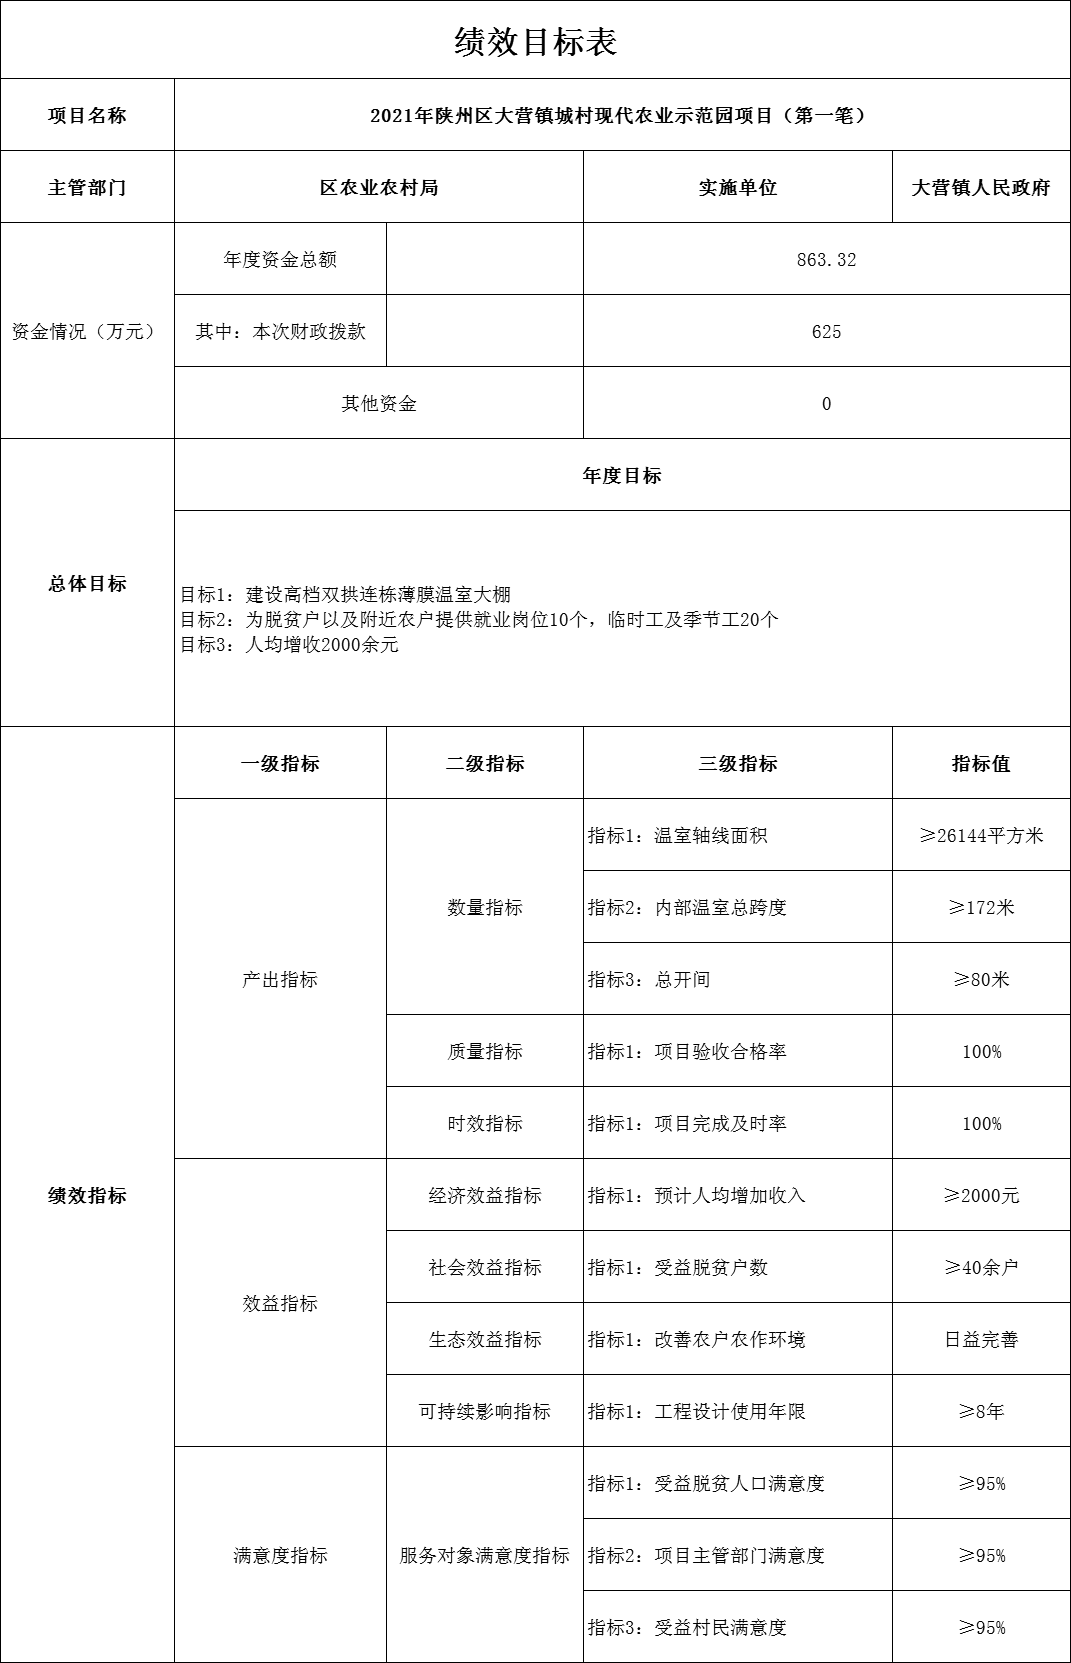 绩效目标表
项目名称
2021年陕州区大营镇城村现代农业示范园项目（第一笔）
主管部门
区农业农村局
实施单位
大营镇人民政府
资金情况（万元）
年度资金总额
863.32
其中：本次财政拨款
625
其他资金
0
总体目标
年度目标
目标1：建设高档双拱连栋薄膜温室大棚
目标2：为脱贫户以及附近农户提供就业岗位10个，临时工及季节工20个
目标3：人均增收2000余元
绩效指标
一级指标
二级指标
三级指标
指标值
产出指标
数量指标
指标1：温室轴线面积
≥26144平方米
指标2：内部温室总跨度
≥172米
指标3：总开间
≥80米
质量指标
指标1：项目验收合格率
100%
时效指标
指标1：项目完成及时率
100%
效益指标
经济效益指标
指标1：预计人均增加收入
≥2000元
社会效益指标
指标1：受益脱贫户数
≥40余户
生态效益指标
指标1：改善农户农作环境
日益完善
可持续影响指标
指标1：工程设计使用年限
≥8年
满意度指标
服务对象满意度指标
指标1：受益脱贫人口满意度
≥95%
指标2：项目主管部门满意度
≥95%
指标3：受益村民满意度
≥95%